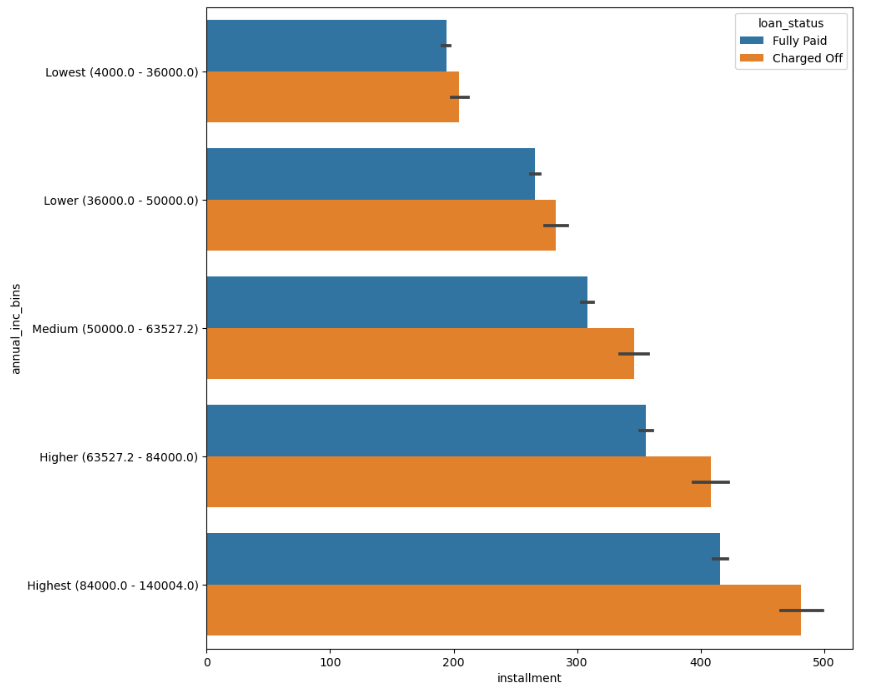 loan_status
Fully Paid
Charged Off
annual_inc_bins
Lowest (4000.0 - 36000.0)
Lower (36000.0 - 50000.0)
Medium (50000.0 - 63527.2)
Higher (63527.2 - 84000.0)
Highest (84000.0 - 140004.0)
0 100 200 300 400 500
installment